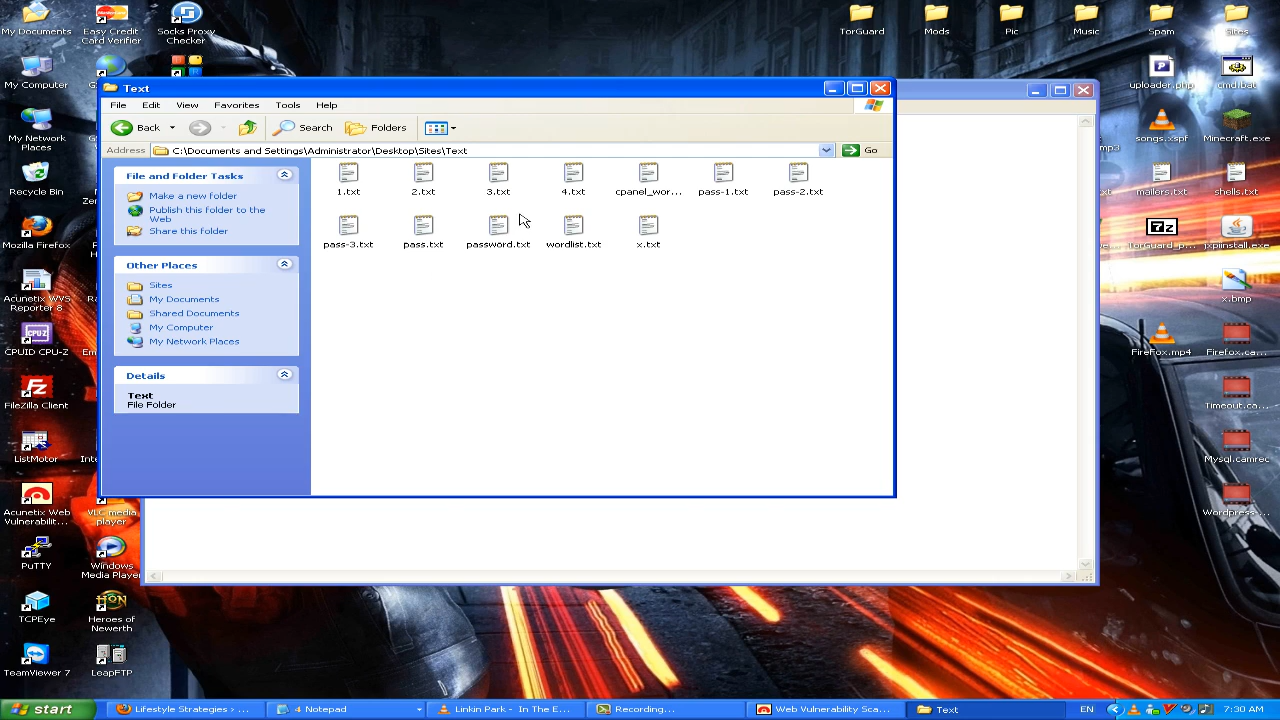 My Documents
Easy Credit
Card Verifier
Socks Proxy
Checker
TorGuard
Mods
Pic
Music
Spam
Sites
My Computer
uploader.php
cmd.bat
Text
File
Edit
View
Favorites
Tools
Help
Back
Search
Folders
Address
C:\Documents and Settings\Administrator\Desktop\Sites\Text
Go
My Network
Places
songs.xspf
Minecraft.exe
mp3
File and Folder Tasks
Make a new folder
Publish this folder to the
Web
Share this folder
1.txt
2.txt
3.txt
4.txt
cpanel_wor...
pass-1.txt
pass-2.txt
Recycle Bin
mailers.txt
shells.txt
pass-3.txt
pass.txt
password.txt
wordlist.txt
x.txt
Mozilla Firefox
TorGuard_p...
jxpiinstall.exe
Other Places
Sites
My Documents
Shared Documents
My Computer
My Network Places
Acunetix WVS
Reporter 8
x.bmp
CPUID CPU-Z
FireFox.mp4
Firefox.ca...
Details
Text
File Folder
FileZilla Client
Timeout.ca...
ListMotor
Mysql.camrec
Acunetix Web
Vulnerabilit...
VLC media
player
Wordpress-...
PuTTY
Windows
Media Player
TCPEye
Heroes of
Newerth
TeamViewer 7
LeapFTP
start
Lifestyle Strategies > ...
4 Notepad
Linkin Park - In The E...
Recording...
Web Vulnerability Sca...
Text
EN
7:30 AM